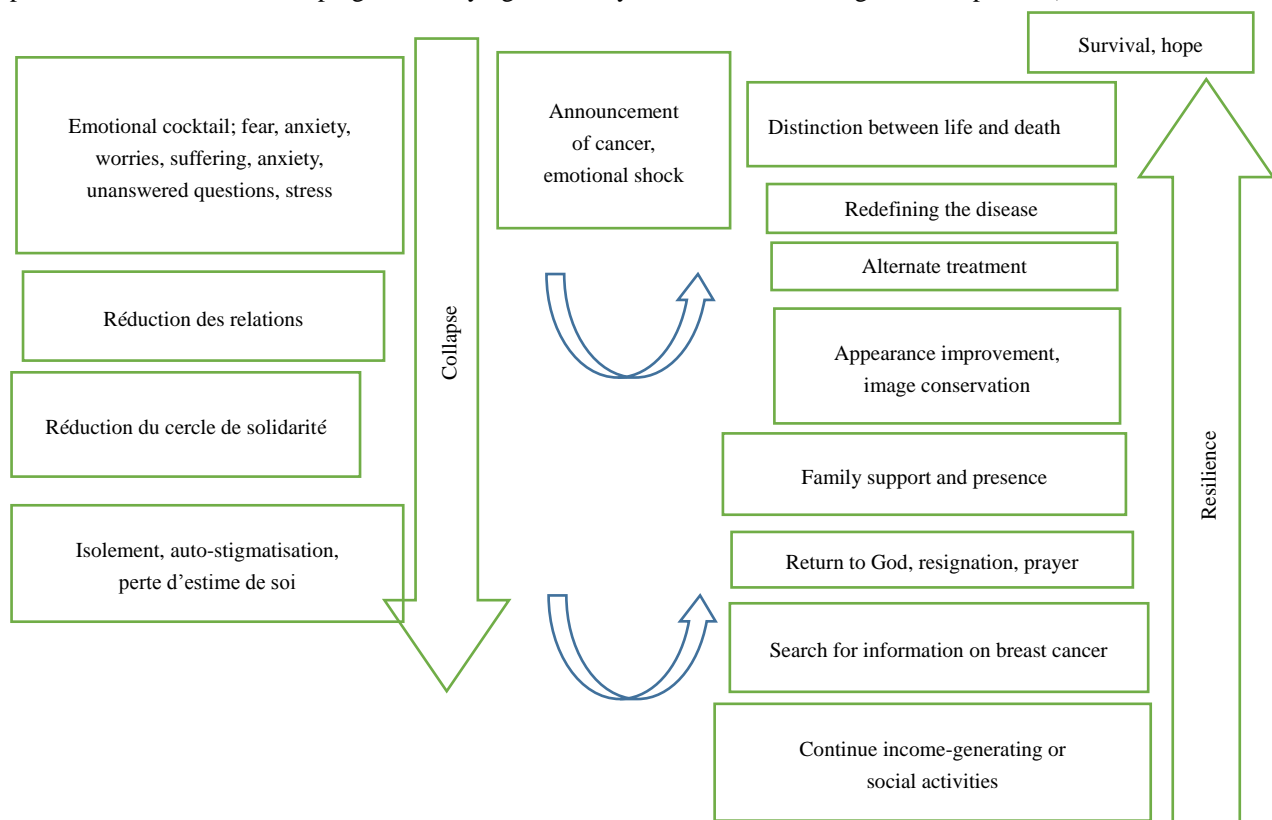 Survival, hope
Emotional cocktail; fear, anxiety,
worries, suffering, anxiety,
unanswered questions, stress
Réduction des relations
Réduction du cercle de solidarité
Isolement, auto-stigmatisation,
perte d’estime de soi
Collapse
Announcement
of cancer,
emotional shock
Distinction between life and death
Redefining the disease
Alternate treatment
Appearance improvement,
image conservation
Family support and presence
Return to God, resignation, prayer
Search for information on breast cancer
Continue income-generating or
social activities
Resilience